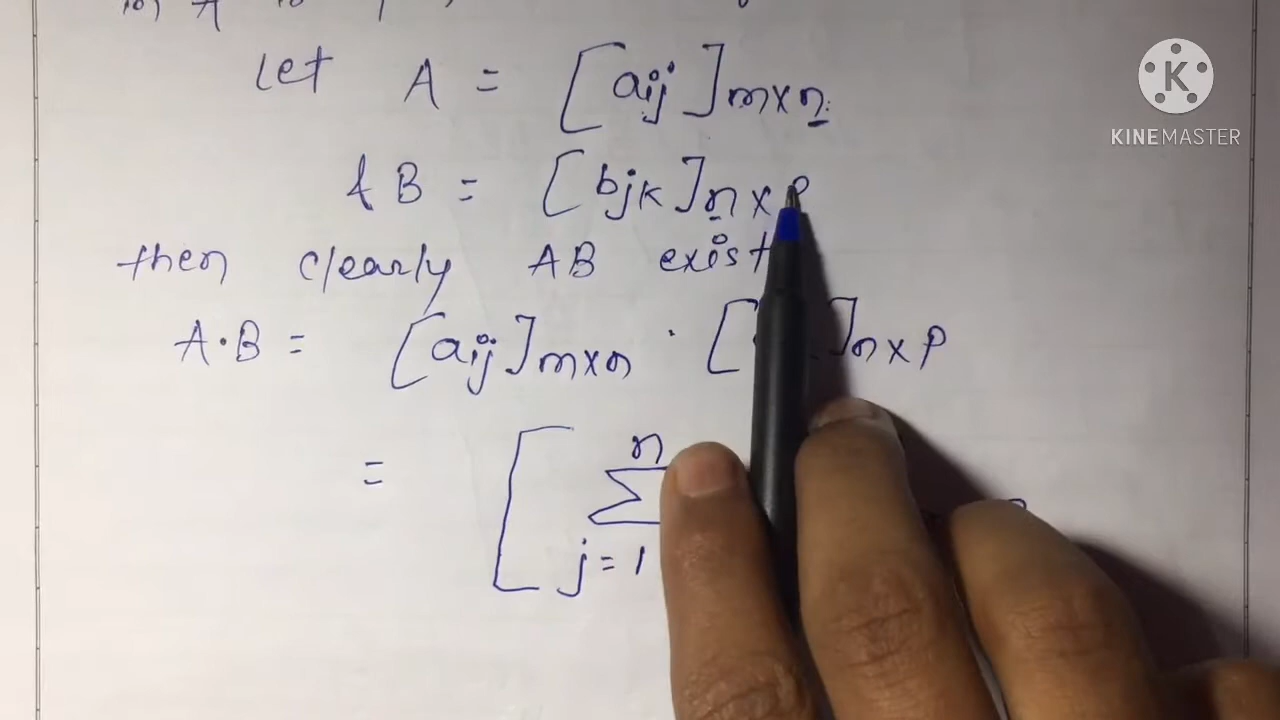 let A = [aij]m×n
& B = [bjk]n×p
then clearly AB exist
A·B = [aij]m×n · [ ]n×p
= [ n Σ j=1
K
KINEMASTER